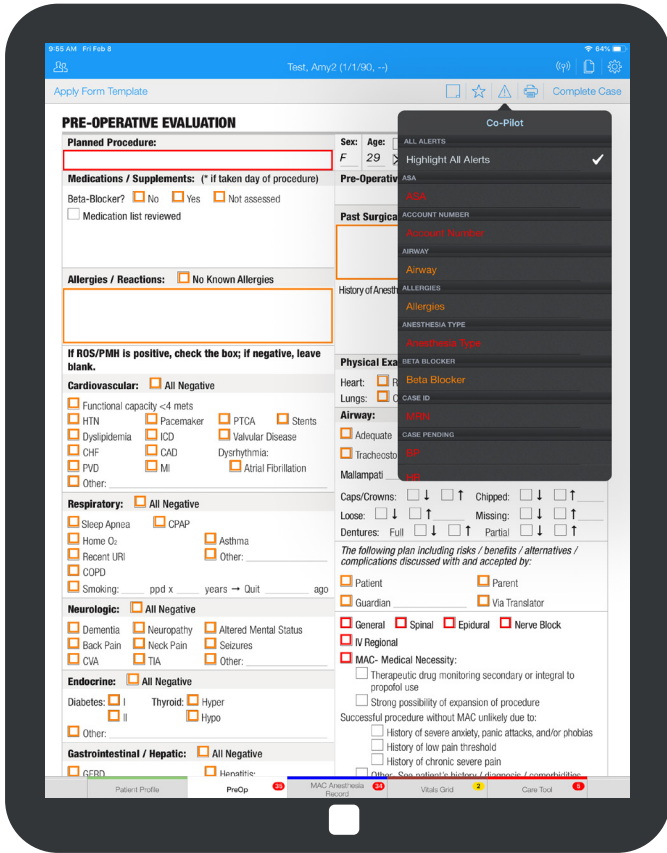 9:55 AM Fri Feb 8
64%
Test, Amy2 (1/1/90, --)
Apply Form Template
Complete Case
PRE-OPERATIVE EVALUATION
Planned Procedure:
Sex: Age:
F 29
Medications / Supplements: (* if taken day of procedure)
Beta-Blocker? No Yes Not assessed
Medication list reviewed
Allergies / Reactions: No Known Allergies
If ROS/PMH is positive, check the box; if negative, leave
blank.
Cardiovascular: All Negative
Functional capacity <4 mets
HTN Pacemaker PTCA Stents
Dyslipidemia ICD Valvular Disease
CHF CAD Dysrhythmia:
PVD MI Atrial Fibrillation
Other:
Respiratory: All Negative
Sleep Apnea CPAP
Home O₂ Asthma
Recent URI Other:
COPD
Smoking: ppd x years → Quit ago
Neurologic: All Negative
Dementia Neuropathy Altered Mental Status
Back Pain Neck Pain Seizures
CVA TIA Other:
Endocrine: All Negative
Diabetes: I Thyroid: Hyper
II Hypo
Other:
Gastrointestinal / Hepatic: All Negative
GERD Hepatitis:
Pre-Operativ
Past Surgica
History of Anesth
Physical Exa
Heart: R
Lungs: C
Airway:
Adequate
Tracheosto
Mallampati
Caps/Crowns: ↓ ↑ Chipped: ↓ ↑
Loose: ↓ ↑ Missing: ↓ ↑
Dentures: Full ↓ ↑ Partial ↓ ↑
The following plan including risks / benefits / alternatives /
complications discussed with and accepted by:
Patient Parent
Guardian Via Translator
General Spinal Epidural Nerve Block
IV Regional
MAC- Medical Necessity:
Therapeutic drug monitoring secondary or integral to
propofol use
Strong possibility of expansion of procedure
Successful procedure without MAC unlikely due to:
History of severe anxiety, panic attacks, and/or phobias
History of low pain threshold
History of chronic severe pain
Other. See patient's history / diagnosis / comorbidities
Co-Pilot
ALL ALERTS
Highlight All Alerts
ASA
ASA
ACCOUNT NUMBER
Account Number
AIRWAY
Airway
ALLERGIES
Allergies
ANESTHESIA TYPE
Anesthesia Type
BETA BLOCKER
Beta Blocker
CASE ID
MRN
CASE PENDING
BP
HR
Patient Profile
PreOp 35
MAC Anesthesia
Record 34
Vitals Grid 2
Care Tool 5